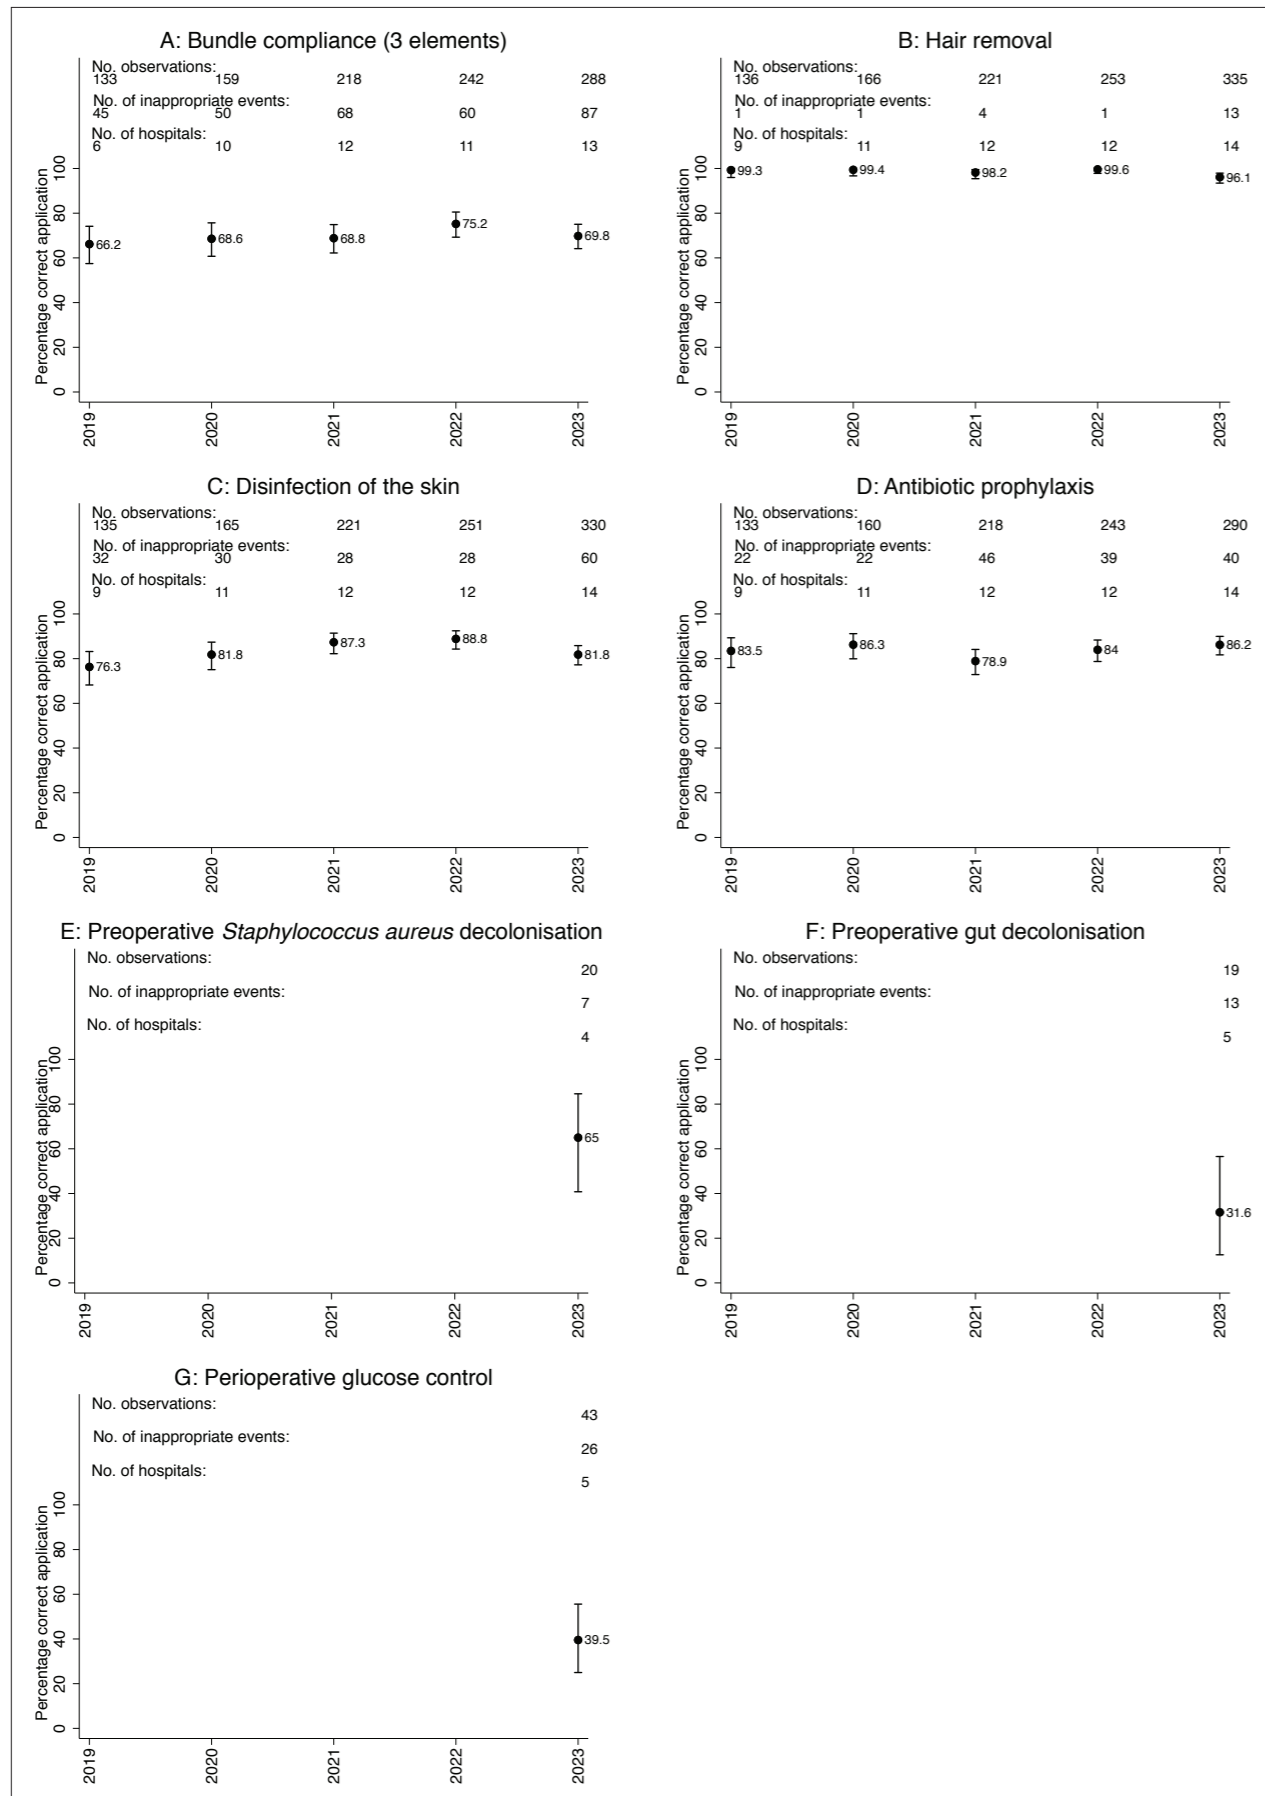 A: Bundle compliance (3 elements)
No. observations:
133 159 218 242 288
No. of inappropriate events:
45 50 68 60 87
No. of hospitals:
6 10 12 11 13
Percentage correct application
100
80
60
40
20
0
66.2 68.6 68.8 75.2 69.8
2019 2020 2021 2022 2023
B: Hair removal
No. observations:
136 166 221 253 335
No. of inappropriate events:
1 1 4 1 13
No. of hospitals:
9 11 12 12 14
Percentage correct application
100
80
60
40
20
0
99.3 99.4 98.2 99.6 96.1
2019 2020 2021 2022 2023
C: Disinfection of the skin
No. observations:
135 165 221 251 330
No. of inappropriate events:
32 30 28 28 60
No. of hospitals:
9 11 12 12 14
Percentage correct application
100
80
60
40
20
0
76.3 81.8 87.3 88.8 81.8
2019 2020 2021 2022 2023
D: Antibiotic prophylaxis
No. observations:
133 160 218 243 290
No. of inappropriate events:
22 22 46 39 40
No. of hospitals:
9 11 12 12 14
Percentage correct application
100
80
60
40
20
0
83.5 86.3 78.9 84 86.2
2019 2020 2021 2022 2023
E: Preoperative Staphylococcus aureus decolonisation
No. observations:
20
No. of inappropriate events:
7
No. of hospitals:
4
Percentage correct application
100
80
60
40
20
0
65
2019 2020 2021 2022 2023
F: Preoperative gut decolonisation
No. observations:
19
No. of inappropriate events:
13
No. of hospitals:
5
Percentage correct application
100
80
60
40
20
0
31.6
2019 2020 2021 2022 2023
G: Perioperative glucose control
No. observations:
43
No. of inappropriate events:
26
No. of hospitals:
5
Percentage correct application
100
80
60
40
20
0
39.5
2019 2020 2021 2022 2023